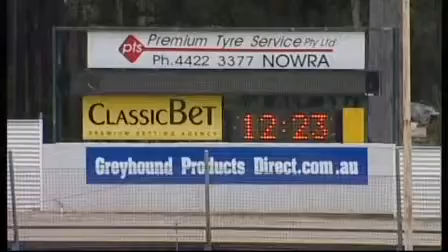 pts
Premium Tyre Service Pty Ltd
Ph.4422 3377 NOWRA
CLASSICBET
PREMIUM BETTING AGENCY
12:23
Greyhound Products Direct.com.au